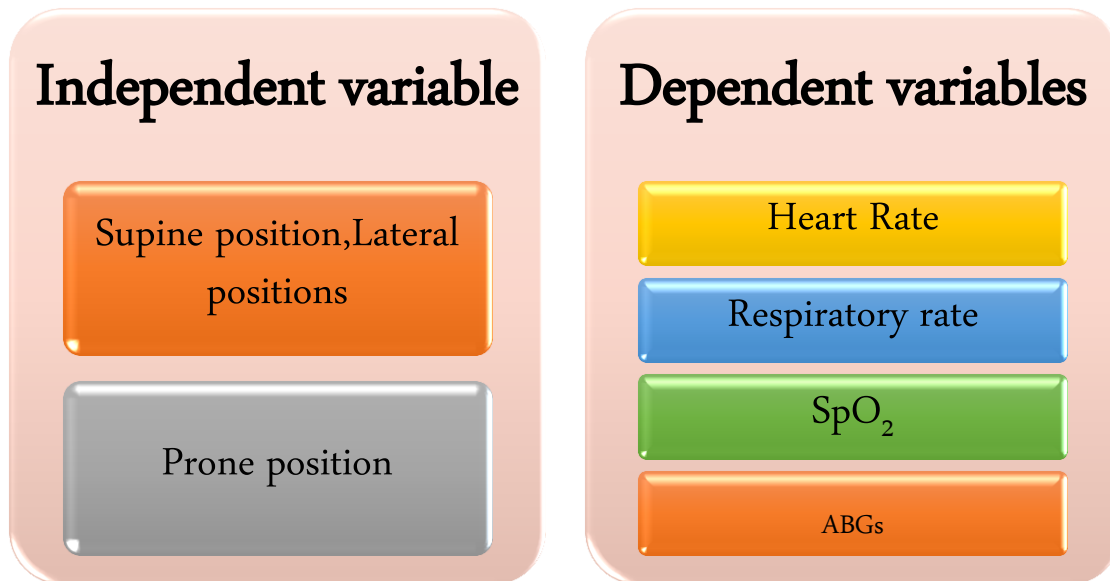 Independent variable
Supine position,Lateral
positions
Prone position
Dependent variables
Heart Rate
Respiratory rate
SpO₂
ABGs